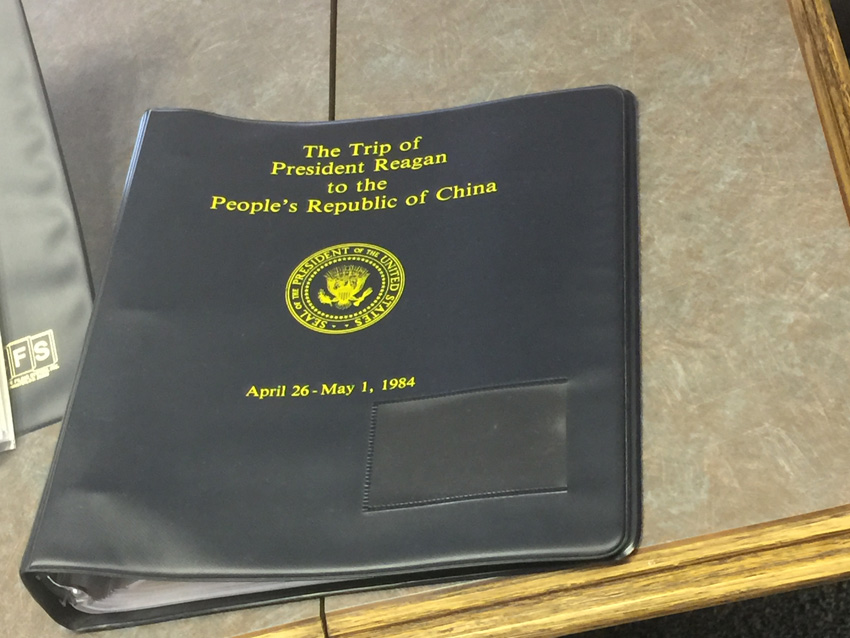 The Trip of
President Reagan
to the
People's Republic of China
SEAL OF THE PRESIDENT OF THE UNITED STATES
April 26 - May 1, 1984
FS